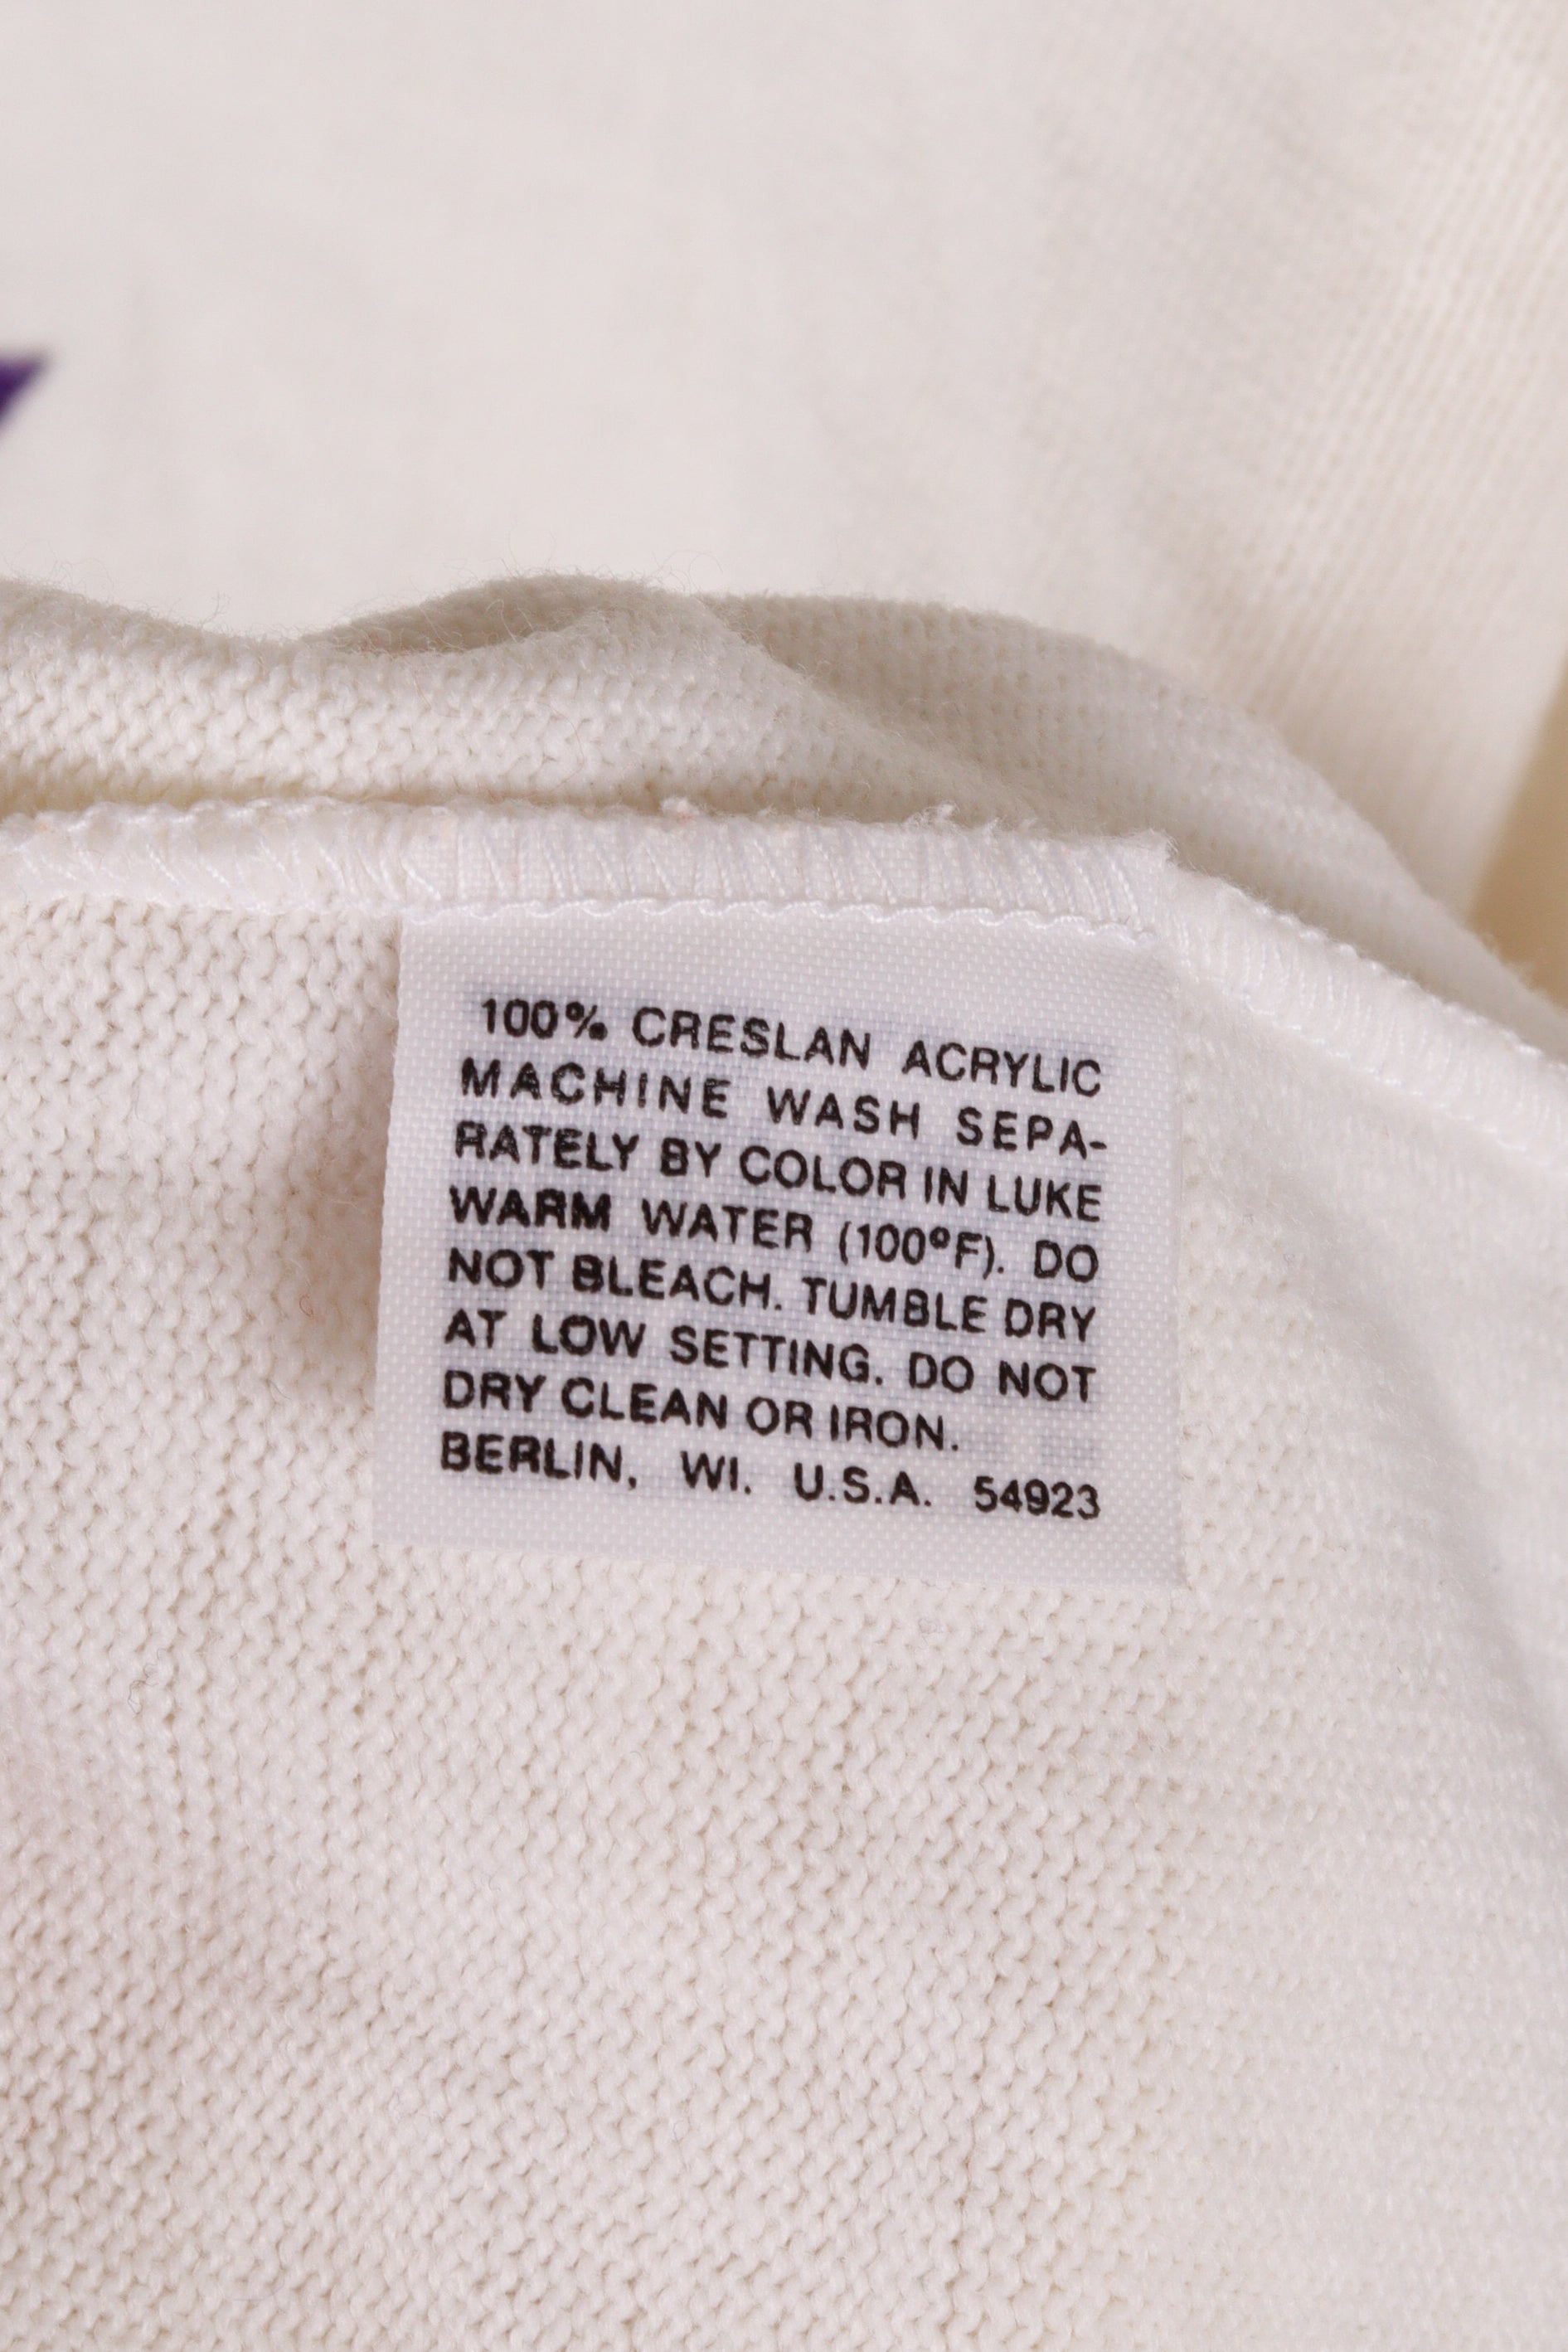 100% CRESLAN ACRYLIC
MACHINE WASH SEPA-
RATELY BY COLOR IN LUKE
WARM WATER (100°F). DO
NOT BLEACH. TUMBLE DRY
AT LOW SETTING. DO NOT
DRY CLEAN OR IRON.
BERLIN, WI. U.S.A. 54923